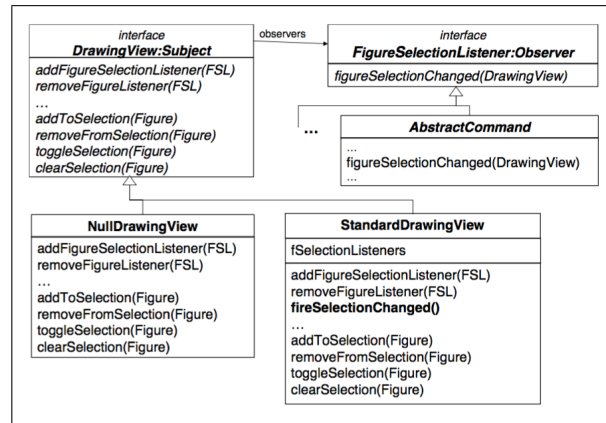 interface
DrawingView:Subject
addFigureSelectionListener(FSL)
removeFigureListener(FSL)
...
addToSelection(Figure)
removeFromSelection(Figure)
toggleSelection(Figure)
clearSelection(Figure)
observers
interface
FigureSelectionListener:Observer
figureSelectionChanged(DrawingView)
...
AbstractCommand
...
figureSelectionChanged(DrawingView)
...
NullDrawingView
addFigureSelectionListener(FSL)
removeFigureListener(FSL)
...
addToSelection(Figure)
removeFromSelection(Figure)
toggleSelection(Figure)
clearSelection(Figure)
StandardDrawingView
fSelectionListeners
addFigureSelectionListener(FSL)
removeFigureListener(FSL)
fireSelectionChanged()
...
addToSelection(Figure)
removeFromSelection(Figure)
toggleSelection(Figure)
clearSelection(Figure)